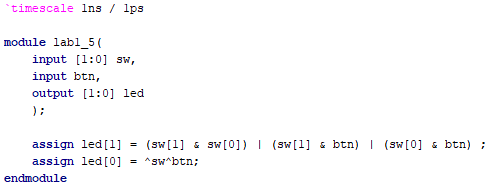 `timescale 1ns / 1ps
module lab1_5(
input [1:0] sw,
input btn,
output [1:0] led
);
assign led[1] = (sw[1] & sw[0]) | (sw[1] & btn) | (sw[0] & btn) ;
assign led[0] = ^sw^btn;
endmodule